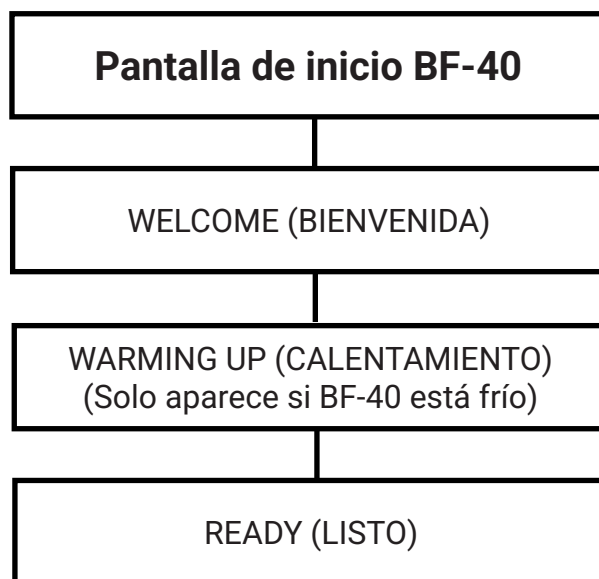 Pantalla de inicio BF-40
WELCOME (BIENVENIDA)
WARMING UP (CALENTAMIENTO)
(Solo aparece si BF-40 está frío)
READY (LISTO)